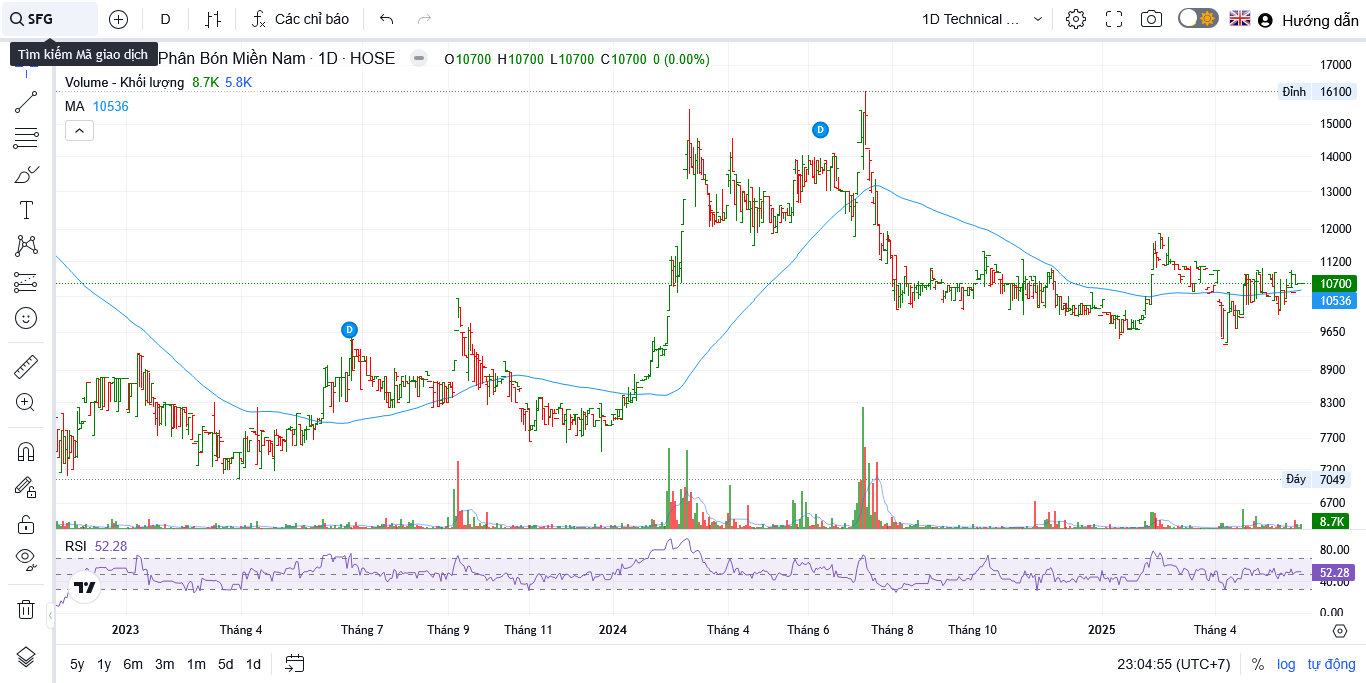 SFG D Các chỉ báo 1D Technical ... Hướng dẫn
Tìm kiếm Mã giao dịch
Phân Bón Miền Nam · 1D · HOSE O10700 H10700 L10700 C10700 0 (0.00%)
Volume - Khối lượng 8.7K 5.8K
MA 10536
D
D
17000
Đỉnh 16100
15000
14000
13000
12000
11200
10700
10536
9650
8900
8300
7700
7200
Đáy 7049
6700
8.7K
RSI 52.28
80.00
52.28
40.00
0.00
2023 Tháng 4 Tháng 7 Tháng 9 Tháng 11 2024 Tháng 4 Tháng 6 Tháng 8 Tháng 10 2025 Tháng 4
5y 1y 6m 3m 1m 5d 1d 23:04:55 (UTC+7) % log tự động